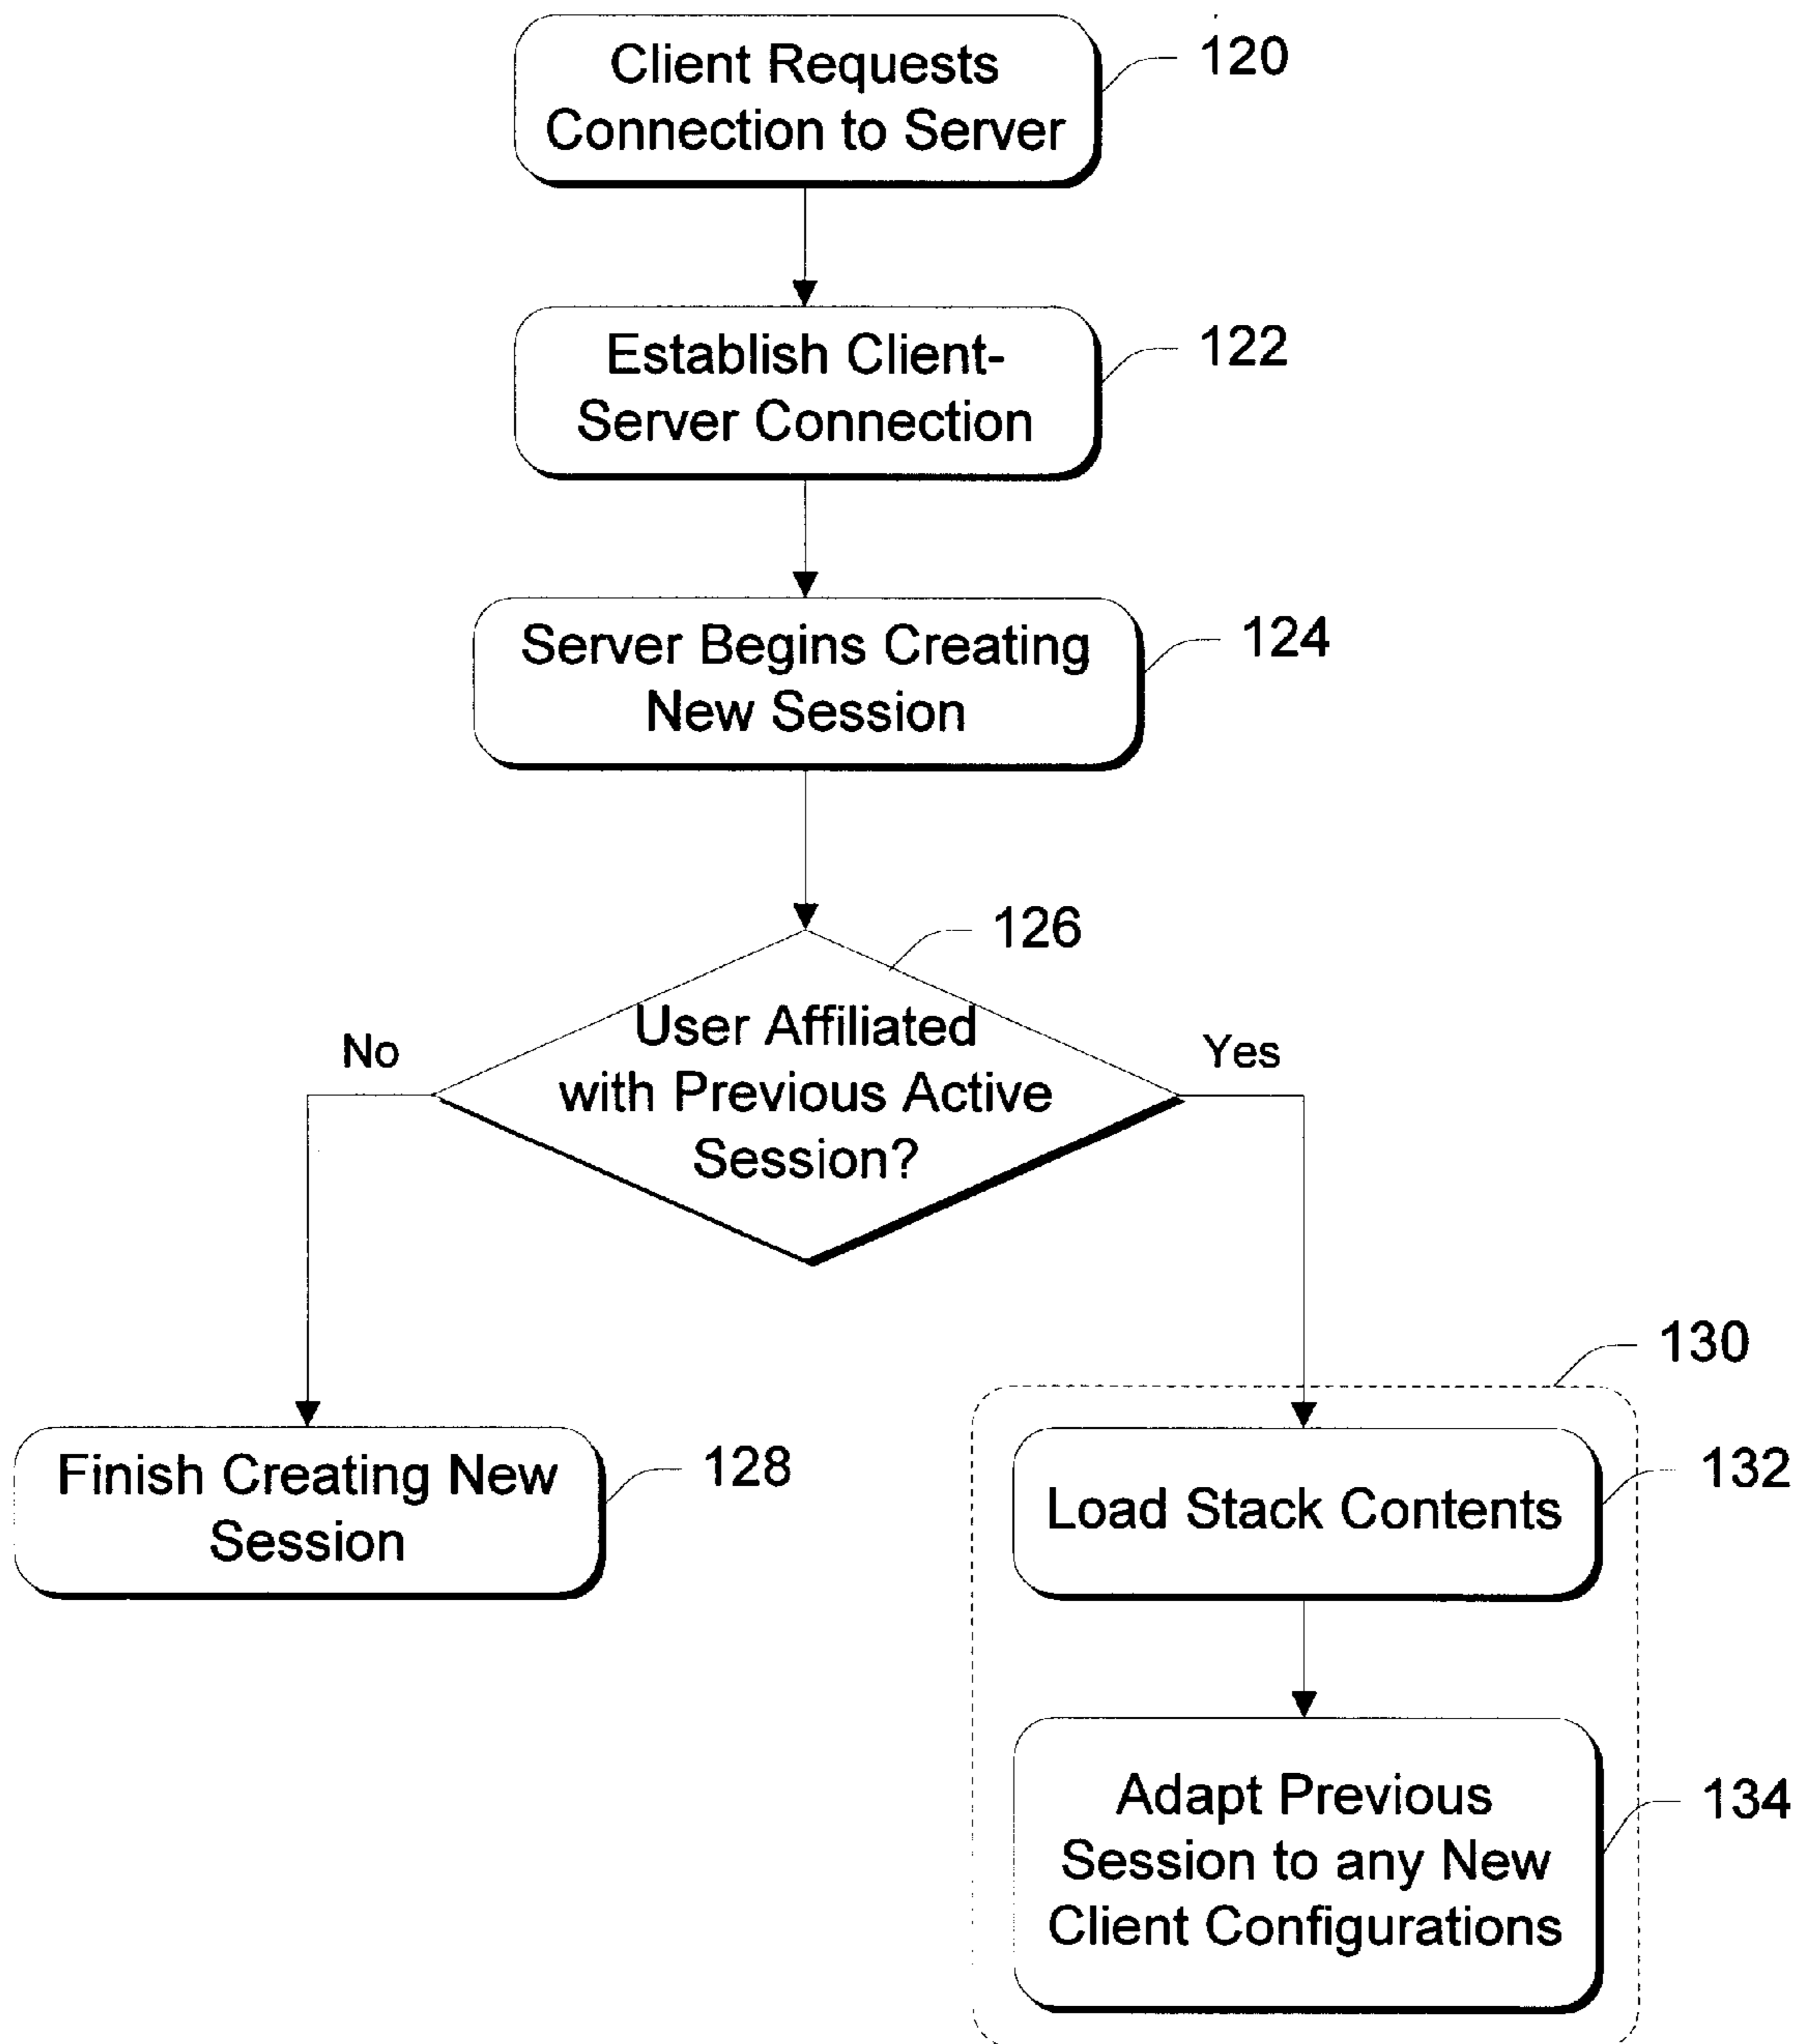 Client Requests
Connection to Server
120
Establish Client-
Server Connection
122
Server Begins Creating
New Session
124
126
User Affiliated
with Previous Active
Session?
No
Yes
130
Finish Creating New
Session
128
Load Stack Contents
132
Adapt Previous
Session to any New
Client Configurations
134